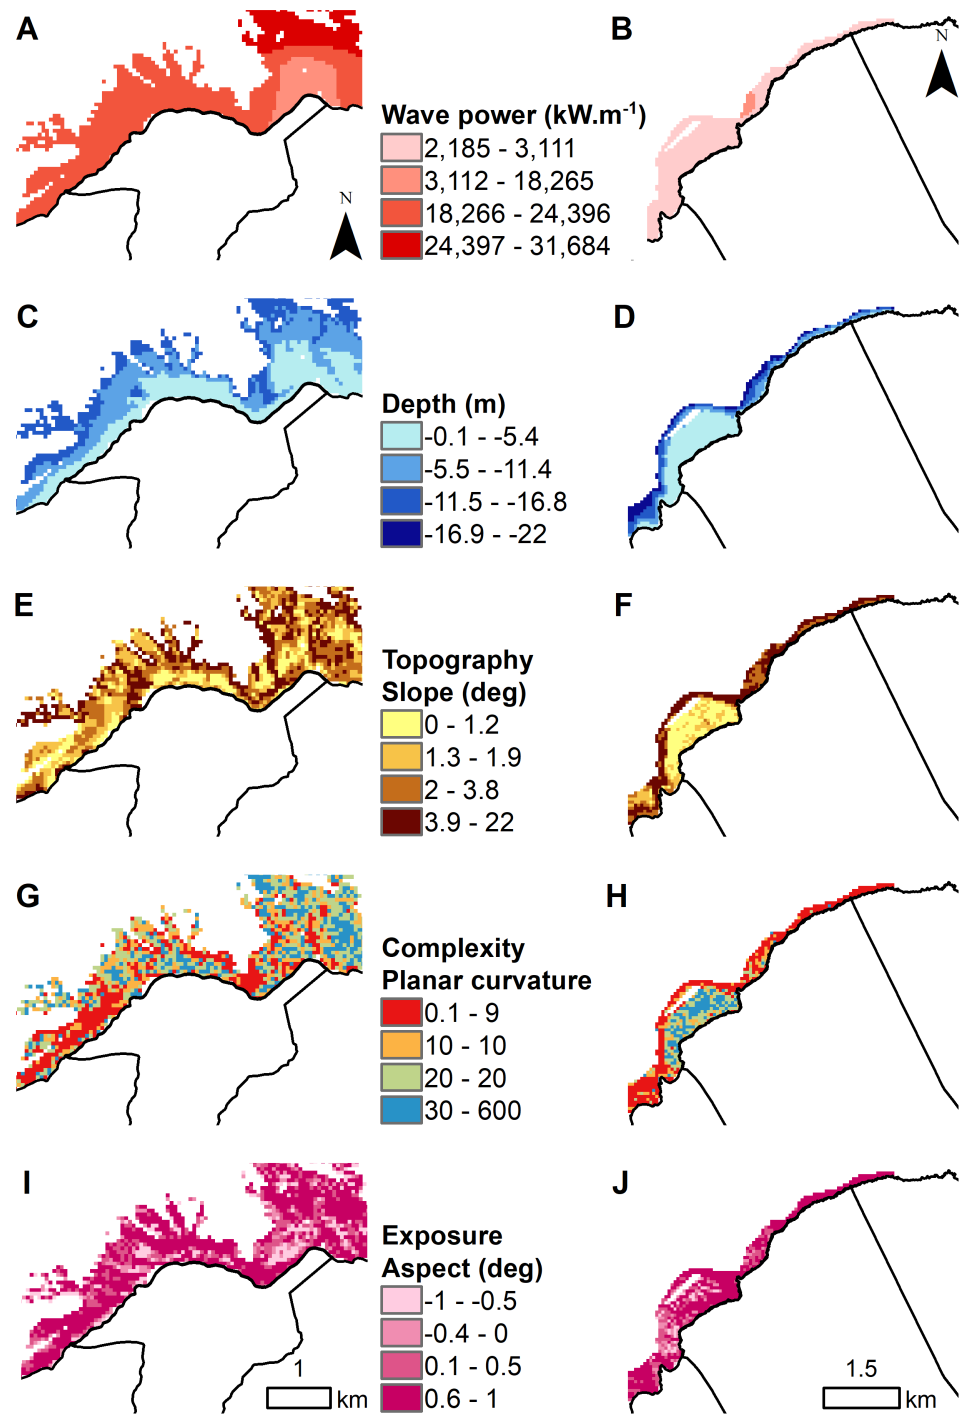 A
B
N
Wave power (kW.m-1)
2,185 - 3,111
3,112 - 18,265
18,266 - 24,396
24,397 - 31,684
N
C
D
Depth (m)
-0.1 - -5.4
-5.5 - -11.4
-11.5 - -16.8
-16.9 - -22
E
F
Topography
Slope (deg)
0 - 1.2
1.3 - 1.9
2 - 3.8
3.9 - 22
G
H
Complexity
Planar curvature
0.1 - 9
10 - 10
20 - 20
30 - 600
I
J
Exposure
Aspect (deg)
-1 - -0.5
-0.4 - 0
0.1 - 0.5
0.6 - 1
1
km
1.5
km